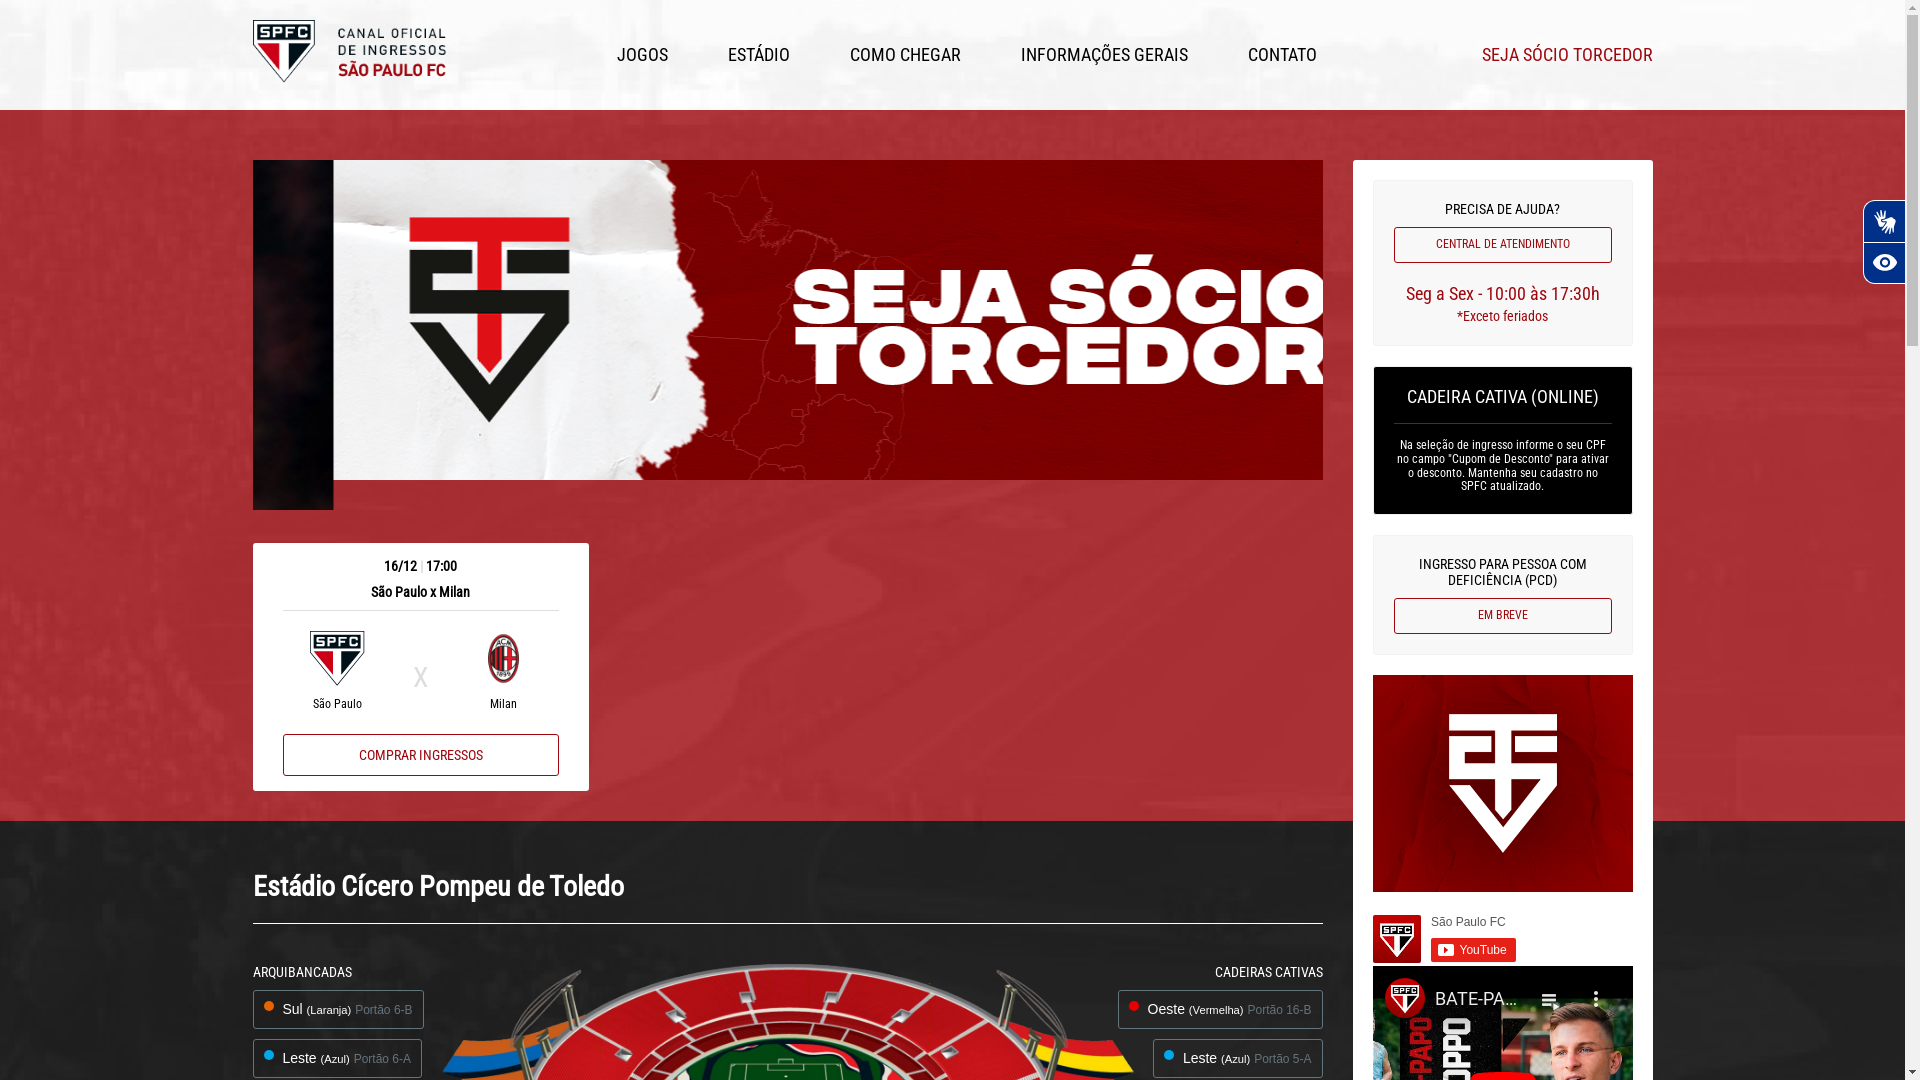 SPFC
CANAL OFICIAL
DE INGRESSOS
SÃO PAULO FC
JOGOS
ESTÁDIO
COMO CHEGAR
INFORMAÇÕES GERAIS
CONTATO
SEJA SÓCIO TORCEDOR
SEJA SÓCIO
TORCEDOR
PRECISA DE AJUDA?
CENTRAL DE ATENDIMENTO
Seg a Sex - 10:00 às 17:30h
*Exceto feriados
CADEIRA CATIVA (ONLINE)
Na seleção de ingresso informe o seu CPF
no campo "Cupom de Desconto" para ativar
o desconto. Mantenha seu cadastro no
SPFC atualizado.
INGRESSO PARA PESSOA COM
DEFICIÊNCIA (PCD)
EM BREVE
16/12 | 17:00
São Paulo x Milan
SPFC
X
São Paulo
Milan
COMPRAR INGRESSOS
Estádio Cícero Pompeu de Toledo
ARQUIBANCADAS
Sul (Laranja) Portão 6-B
Leste (Azul) Portão 6-A
CADEIRAS CATIVAS
Oeste (Vermelha) Portão 16-B
Leste (Azul) Portão 5-A
SPFC
São Paulo FC
YouTube
SPFC
BATE-PA...